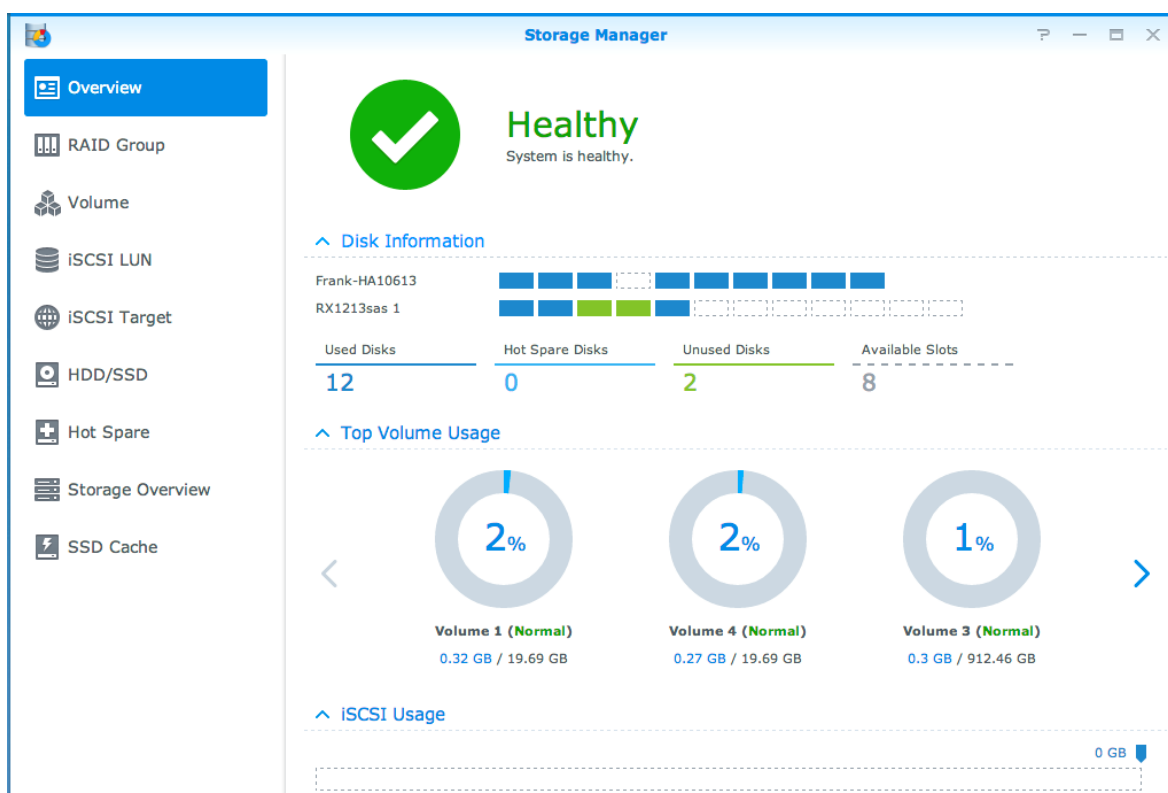 Storage Manager
Overview
RAID Group
Volume
iSCSI LUN
iSCSI Target
HDD/SSD
Hot Spare
Storage Overview
SSD Cache
Healthy
System is healthy.
Disk Information
Frank-HA10613
RX1213sas 1
Used Disks Hot Spare Disks Unused Disks Available Slots
12 0 2 8
Top Volume Usage
2% 2% 1%
Volume 1 (Normal) Volume 4 (Normal) Volume 3 (Normal)
0.32 GB / 19.69 GB 0.27 GB / 19.69 GB 0.3 GB / 912.46 GB
iSCSI Usage
0 GB